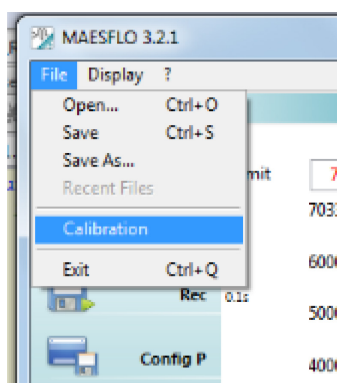 MAESFLO 3.2.1
File Display ?
Open... Ctrl+O
Save Ctrl+S
Save As...
Recent Files
Calibration
Exit Ctrl+Q
mit 7
703
600
Rec 0.1s
500
Config P
400